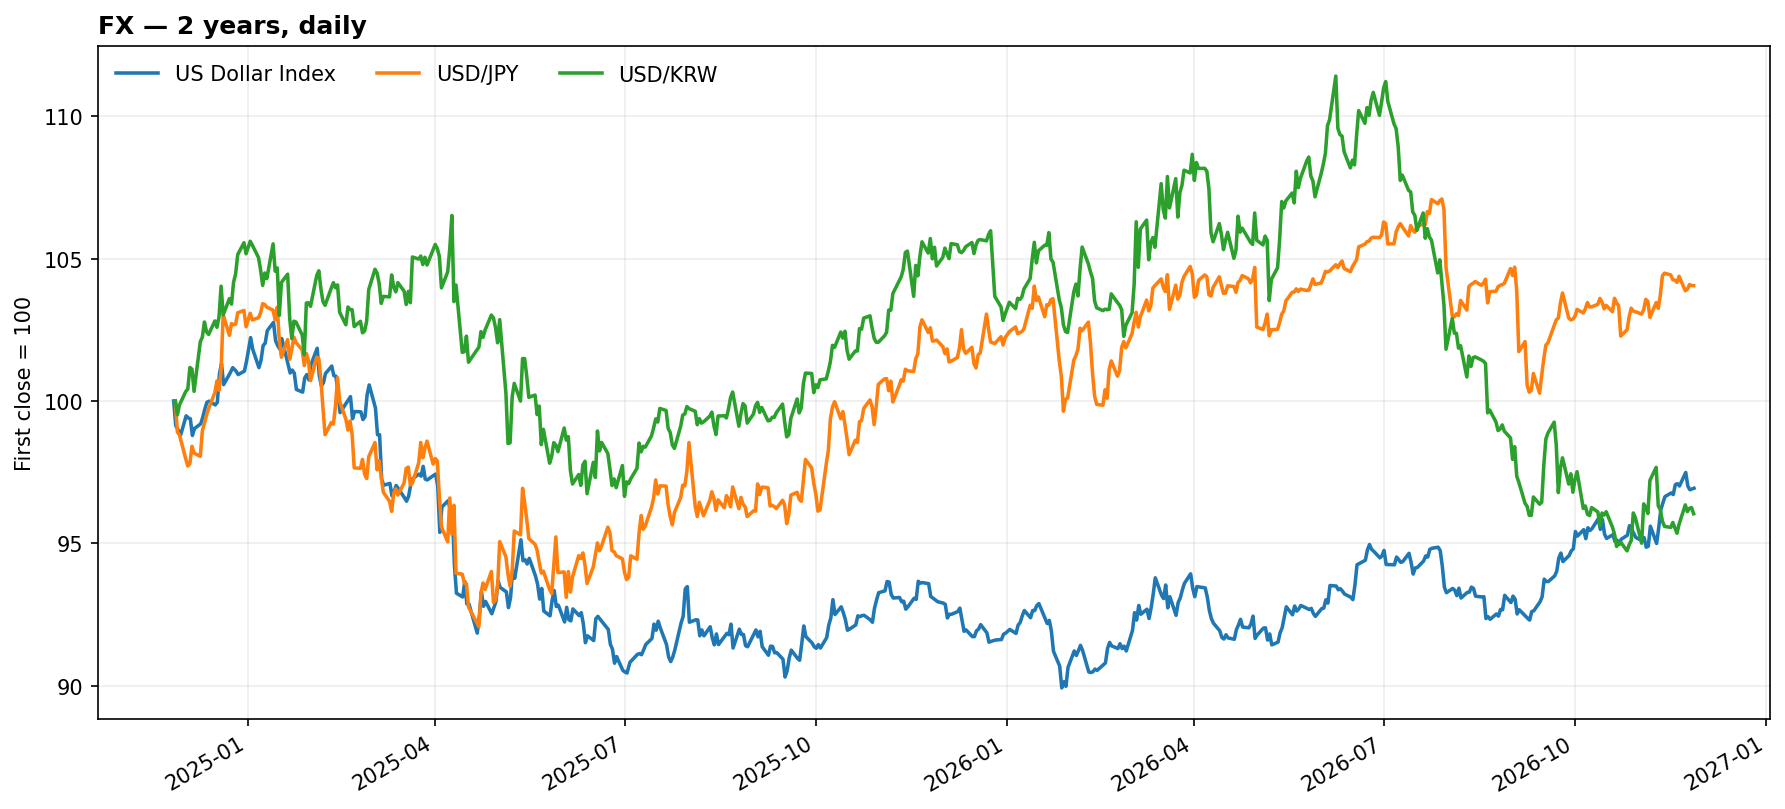 FX — 2 years, daily
US Dollar Index
USD/JPY
USD/KRW
First close = 100
110
105
100
95
90
2025-01
2025-04
2025-07
2025-10
2026-01
2026-04
2026-07
2026-10
2027-01